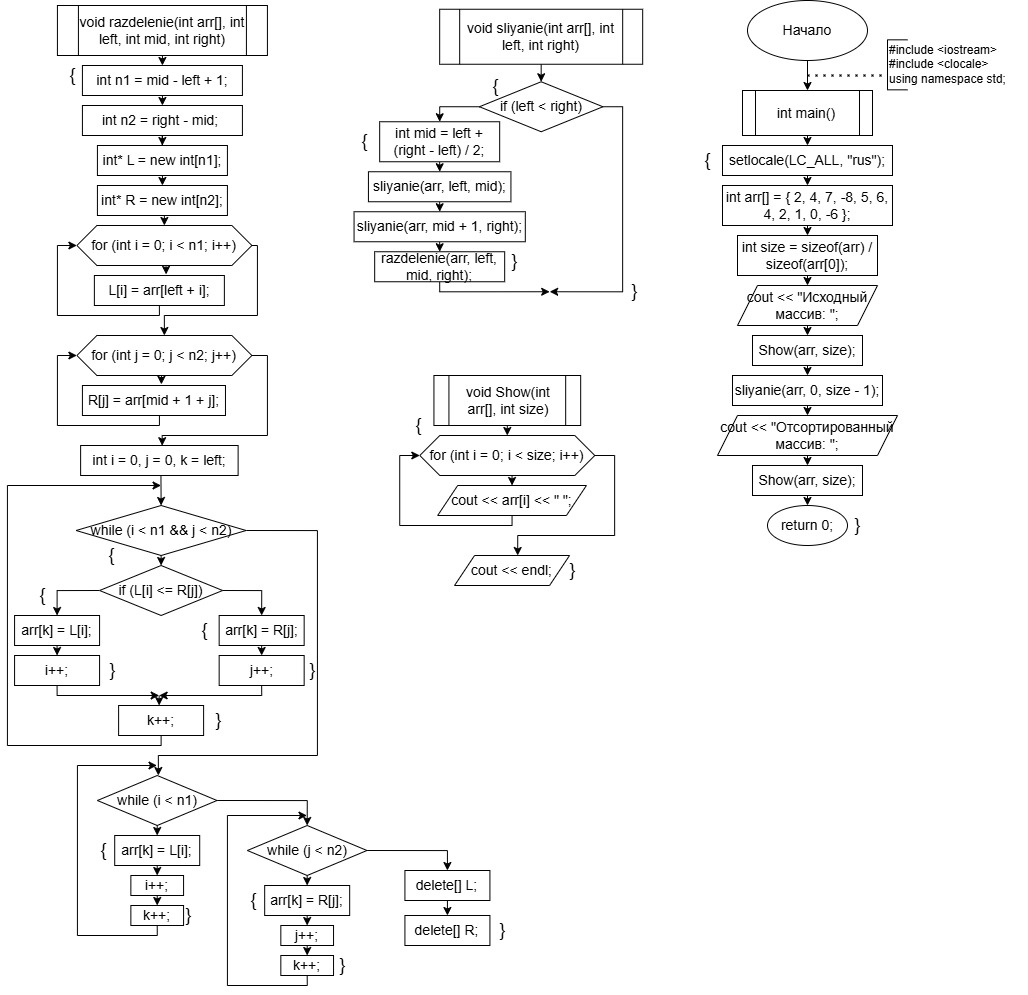 void razdelenie(int arr[], int
left, int mid, int right)
{
int n1 = mid - left + 1;
int n2 = right - mid;
int* L = new int[n1];
int* R = new int[n2];
for (int i = 0; i < n1; i++)
L[i] = arr[left + i];
for (int j = 0; j < n2; j++)
R[j] = arr[mid + 1 + j];
int i = 0, j = 0, k = left;
while (i < n1 && j < n2)
{
if (L[i] <= R[j])
{
arr[k] = L[i];
i++;
}
{
arr[k] = R[j];
j++;
}
k++;
}
while (i < n1)
{
arr[k] = L[i];
i++;
k++;
}
while (j < n2)
{
arr[k] = R[j];
j++;
k++;
}
delete[] L;
delete[] R;
}
void sliyanie(int arr[], int
left, int right)
{
if (left < right)
{
int mid = left +
(right - left) / 2;
sliyanie(arr, left, mid);
sliyanie(arr, mid + 1, right);
razdelenie(arr, left,
mid, right);
}
}
void Show(int
arr[], int size)
{
for (int i = 0; i < size; i++)
cout << arr[i] << " ";
cout << endl;
}
Начало
#include <iostream>
#include <clocale>
using namespace std;
int main()
{
setlocale(LC_ALL, "rus");
int arr[] = { 2, 4, 7, -8, 5, 6,
4, 2, 1, 0, -6 };
int size = sizeof(arr) /
sizeof(arr[0]);
cout << "Исходный
массив: ";
Show(arr, size);
sliyanie(arr, 0, size - 1);
cout << "Отсортированный
массив: ";
Show(arr, size);
return 0;
}